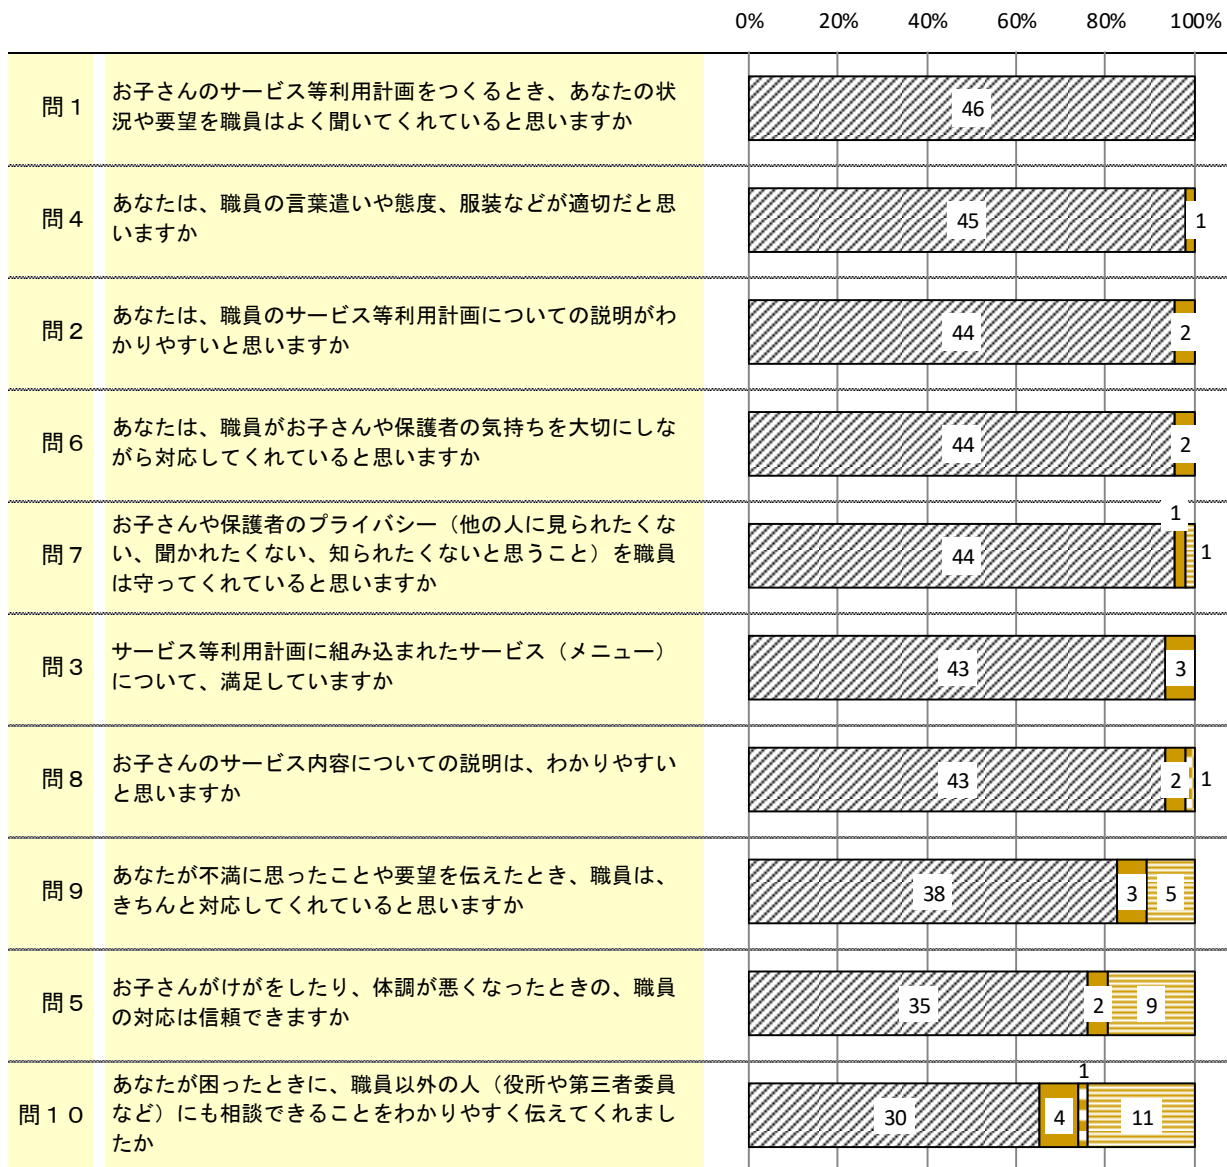 0% 20% 40% 60% 80% 100%
問１
お子さんのサービス等利用計画をつくるとき、あなたの状
況や要望を職員はよく聞いてくれていると思いますか
46
問４
あなたは、職員の言葉遣いや態度、服装などが適切だと思
いますか
45 1
問２
あなたは、職員のサービス等利用計画についての説明がわ
かりやすいと思いますか
44 2
問６
あなたは、職員がお子さんや保護者の気持ちを大切にしな
がら対応してくれていると思いますか
44 2
問７
お子さんや保護者のプライバシー（他の人に見られたくな
い、聞かれたくない、知られたくないと思うこと）を職員
は守ってくれていると思いますか
44 1 1
問３
サービス等利用計画に組み込まれたサービス（メニュー）
について、満足していますか
43 3
問８
お子さんのサービス内容についての説明は、わかりやすい
と思いますか
43 2 1
問９
あなたが不満に思ったことや要望を伝えたとき、職員は、
きちんと対応してくれていると思いますか
38 3 5
問５
お子さんがけがをしたり、体調が悪くなったときの、職員
の対応は信頼できますか
35 2 9
問１０
あなたが困ったときに、職員以外の人（役所や第三者委員
など）にも相談できることをわかりやすく伝えてくれまし
たか
30 4 1 11